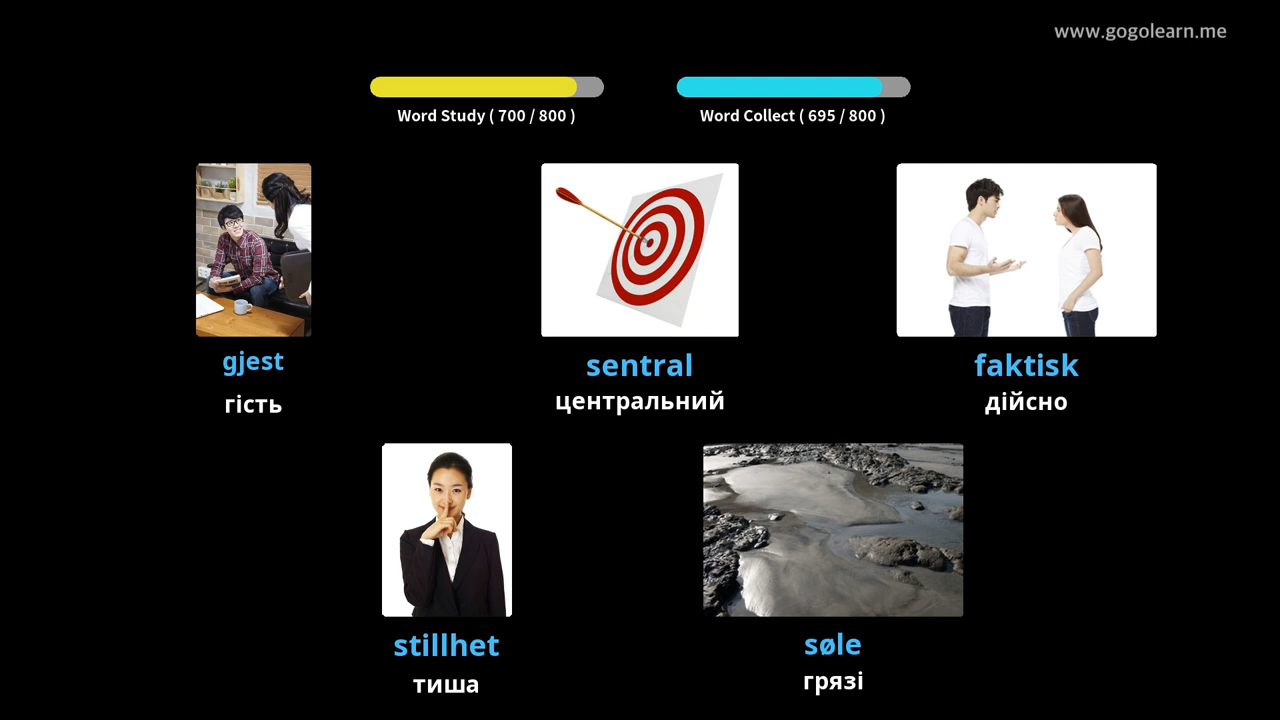 www.gogolearn.me
Word Study ( 700 / 800 )
Word Collect ( 695 / 800 )
gjest
гість
sentral
центральний
faktisk
дійсно
stillhet
тиша
søle
грязі